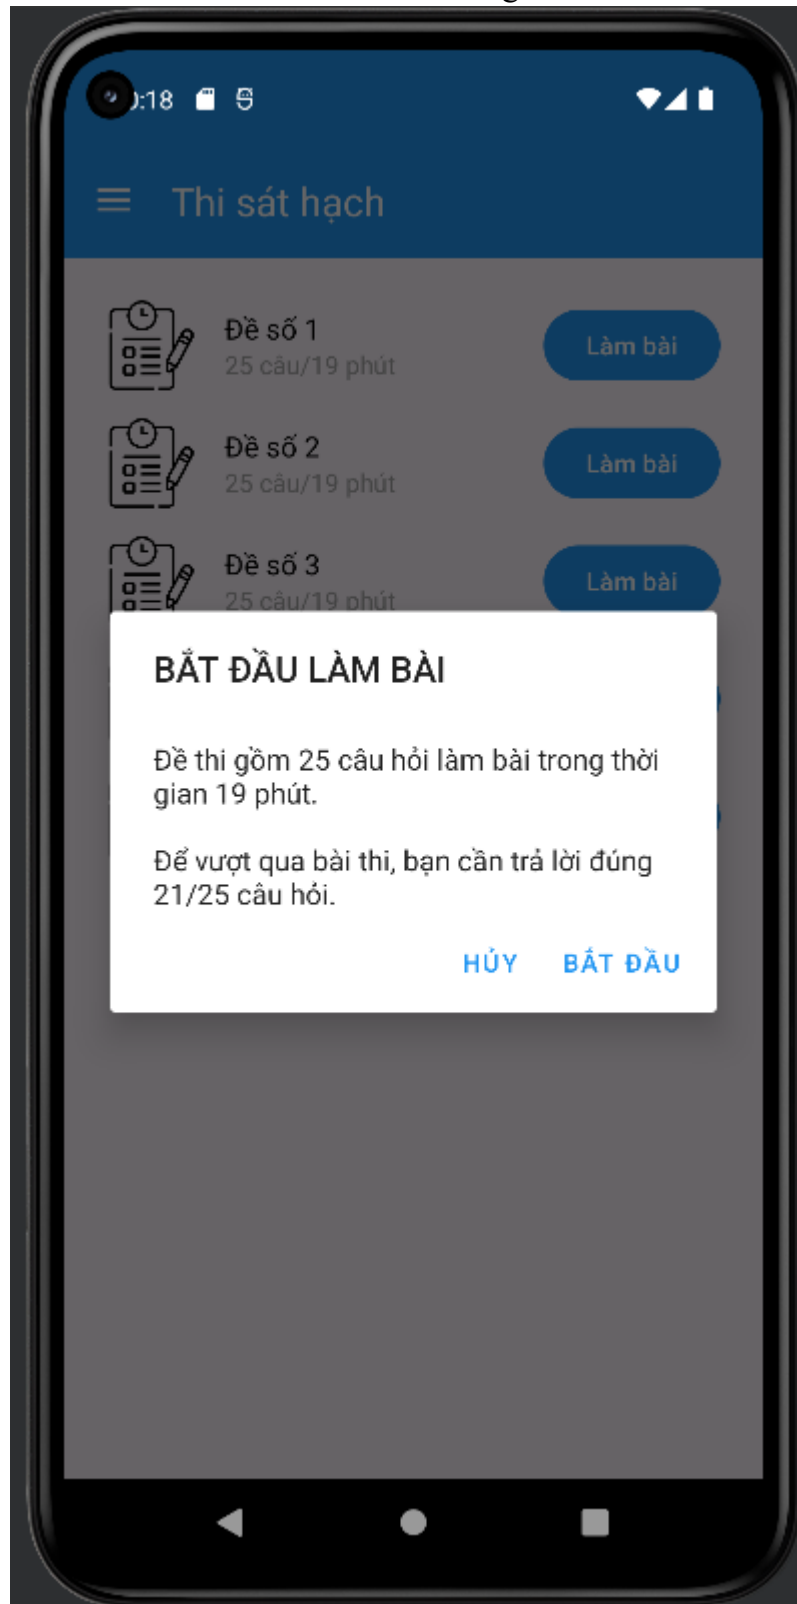 :18
Thi sát hạch
Đề số 1
25 câu/19 phút
Làm bài
Đề số 2
25 câu/19 phút
Làm bài
Đề số 3
25 câu/19 phút
Làm bài
BẮT ĐẦU LÀM BÀI
Đề thi gồm 25 câu hỏi làm bài trong thời
gian 19 phút.
Để vượt qua bài thi, bạn cần trả lời đúng
21/25 câu hỏi.
HỦY BẮT ĐẦU